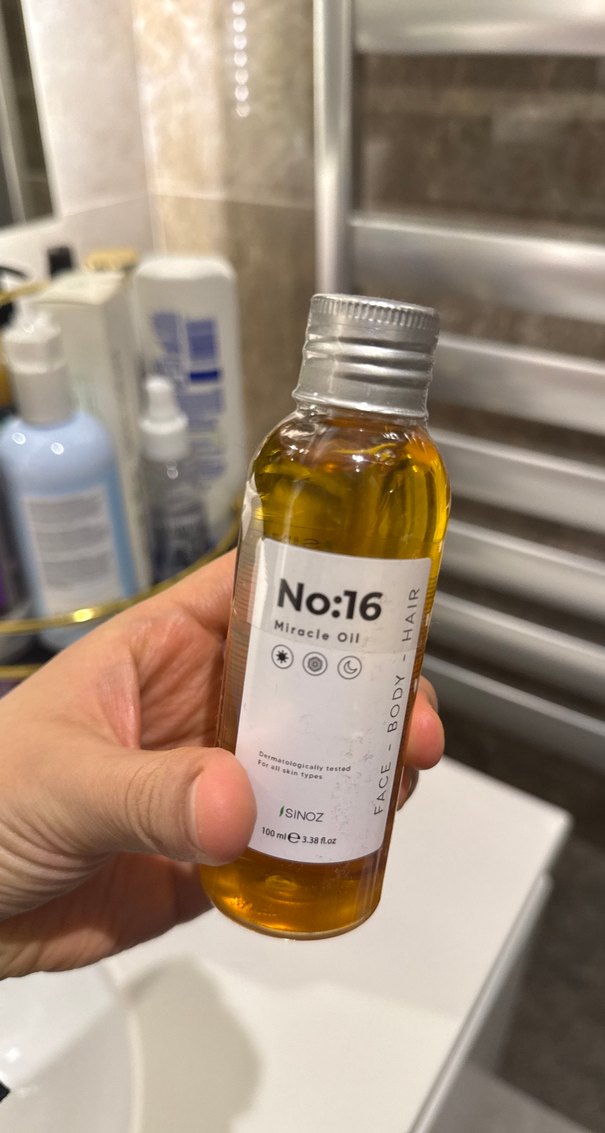 No:16
Miracle Oil
Dermatologically tested
For all skin types
SiNOZ
100 ml ℮ 3.38 fl.oz
FACE - BODY - HAIR